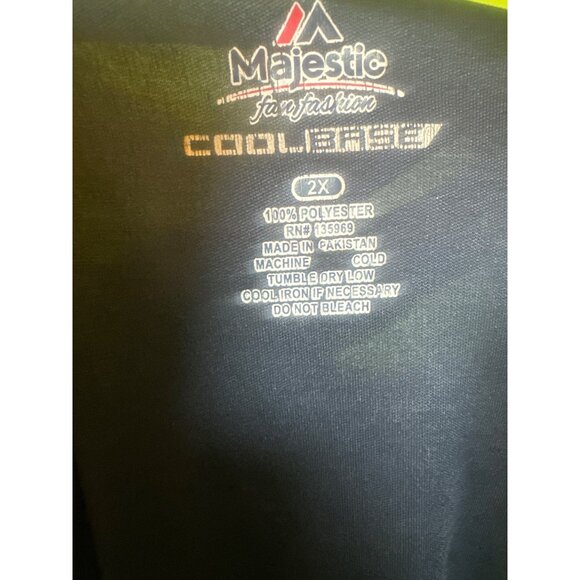 Majestic
fan fashion
COOL BASE
2X
100% POLYESTER
RN# 135969
MADE IN PAKISTAN
MACHINE COLD
TUMBLE DRY LOW
COOL IRON IF NECESSARY
DO NOT BLEACH